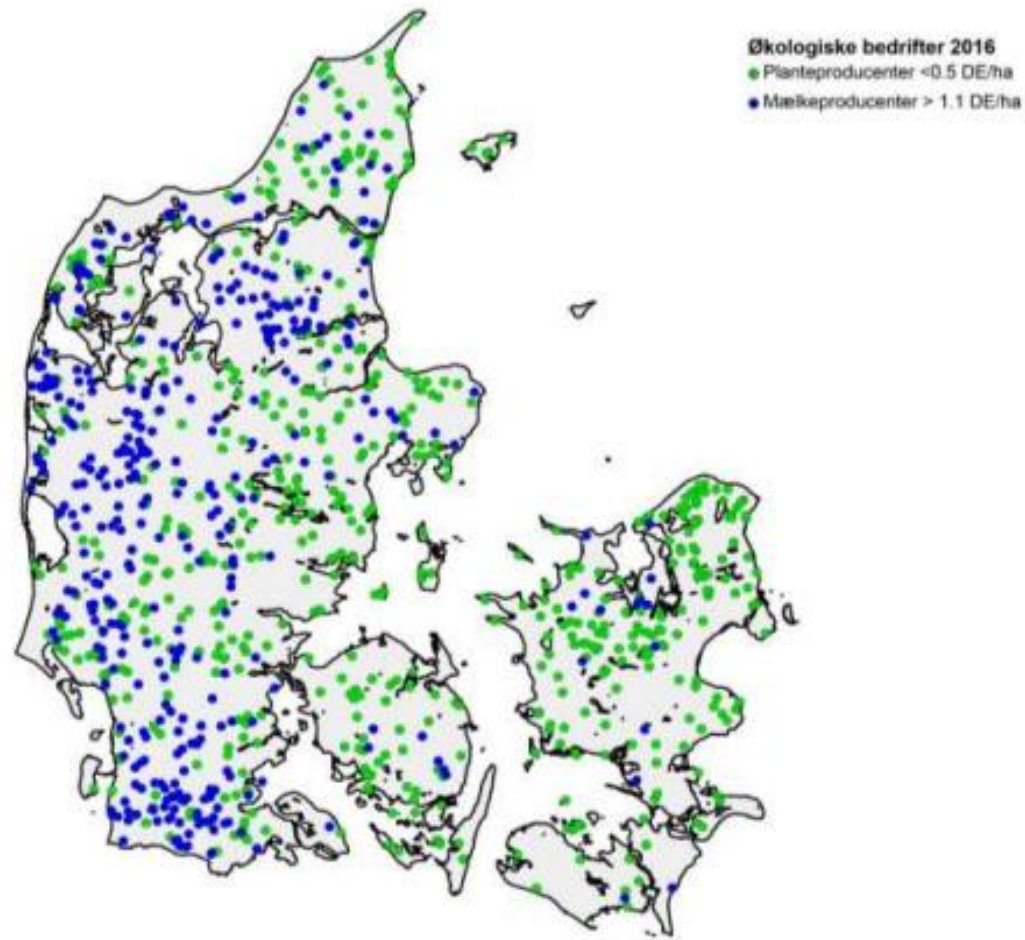 Økologiske bedrifter 2016
Planteproducenter <0.5 DE/ha
Mælkeproducenter > 1.1 DE/ha